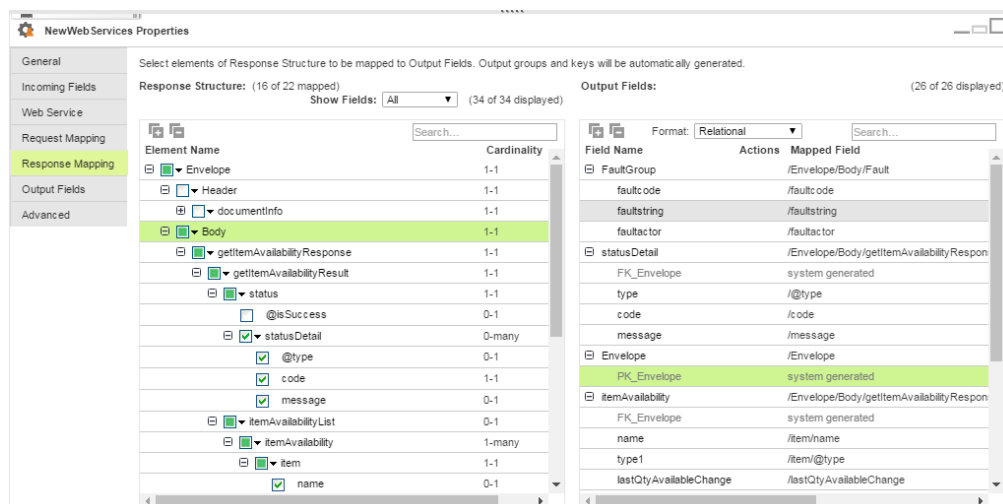 NewWebServices Properties
General
Incoming Fields
Web Service
Request Mapping
Response Mapping
Output Fields
Advanced
Select elements of Response Structure to be mapped to Output Fields. Output groups and keys will be automatically generated.
Response Structure: (16 of 22 mapped)
Show Fields: All (34 of 34 displayed)
Search...
Element Name Cardinality
Envelope 1-1
Header 1-1
documentInfo 1-1
Body 1-1
getItemAvailabilityResponse 1-1
getItemAvailabilityResult 1-1
status 1-1
@isSuccess 0-1
statusDetail 0-many
@type 0-1
code 1-1
message 0-1
itemAvailabilityList 0-1
itemAvailability 1-many
item 1-1
name 0-1
Output Fields: (26 of 26 displayed)
Format: Relational Search...
Field Name Actions Mapped Field
FaultGroup /Envelope/Body/Fault
faultcode /faultcode
faultstring /faultstring
faultactor /faultactor
statusDetail /Envelope/Body/getItemAvailabilityRespon
FK_Envelope system generated
type /@type
code /code
message /message
Envelope /Envelope
PK_Envelope system generated
itemAvailability /Envelope/Body/getItemAvailabilityRespon
FK_Envelope system generated
name /item/name
type1 /item/@type
lastQtyAvailableChange /lastQtyAvailableChange